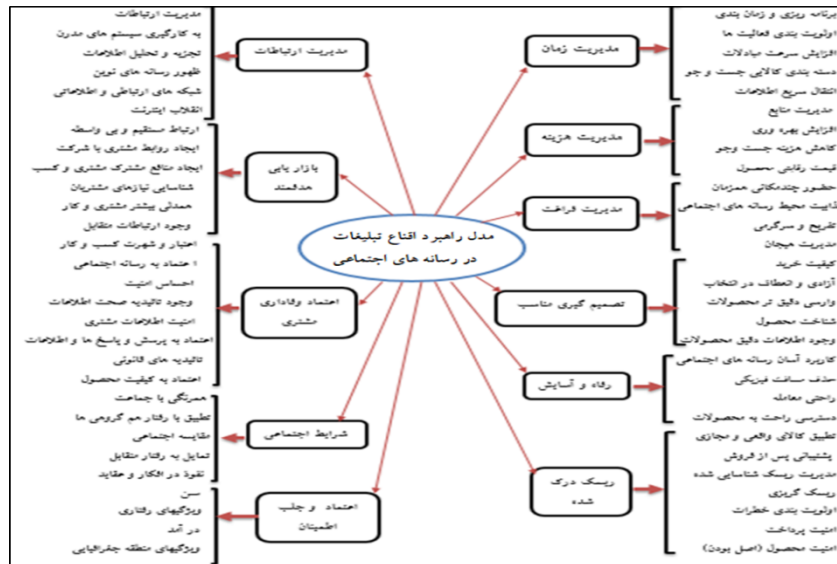 مدل راهبرد اقناع تبلیغات
در رسانه های اجتماعی
مدیریت زمان
برنامه ریزی و زمان بندی
اولویت بندی فعالیت ها
افزایش سرعت مبادلات
دسته بندی کالایی جست و جو
انتقال سریع اطلاعات
مدیریت هزینه
مدیریت منابع
افزایش بهره وری
کاهش هزینه جست وجو
قیمت رقابتی محصول
مدیریت فراغت
حضور چندمکانی همزمان
ذابیت محیط رسانه های اجتماعی
تفریح و سرگرمی
مدیریت هیجان
تصمیم گیری مناسب
کیفیت خرید
آزادی و انعطاف در انتخاب
وارسی دقیق تر محصولات
شناخت محصول
وجود اطلاعات دقیق محصولات
رفاه و آسایش
کاربرد آسان رسانه های اجتماعی
حذف مسافت فیزیکی
راحتی معامله
دسترسی راحت به محصولات
ریسک درک
شده
تطبیق کالای واقعی و مجازی
پشتیبانی پس از فروش
مدیریت ریسک شناسایی شده
ریسک گریزی
اولویت بندی خطرات
امنیت پرداخت
امنیت محصول (اصل بودن)
مدیریت ارتباطات
مدیریت ارتباطات
به کارگیری سیستم های مدرن
تجزیه و تحلیل اطلاعات
ظهور رسانه های نوین
شبکه های ارتباطی و اطلاعاتی
انقلاب اینترنت
بازار یابی
هدفمند
ارتباط مستقیم و بی واسطه
ایجاد روابط مشتری با شرکت
ایجاد منافع مشترک مشتری و کسب
شناسایی نیازهای مشتریان
همدلی بیشتر مشتری و کار
وجود ارتباطات متقابل
اعتماد وفاداری
مشتری
اعتبار و شهرت کسب و کار
ا عتماد به رسانه اجتماعی
احساس امنیت
وجود تائیدیه صحت اطلاعات
امنیت اطلاعات مشتری
اعتماد به پرسش و پاسخ ها و اطلاعات
تائیدیه های قانونی
اعتماد به کیفیت محصول
شرایط اجتماعی
همرنگی با جماعت
تطبیق با رفتار هم گروهی ها
مقایسه اجتماعی
تمایل به رفتار متقابل
نفوذ در افکار و عقاید
اعتماد و جلب
اطمینان
سن
ویژگیهای رفتاری
در آمد
ویژگیهای منطقه جغرافیایی